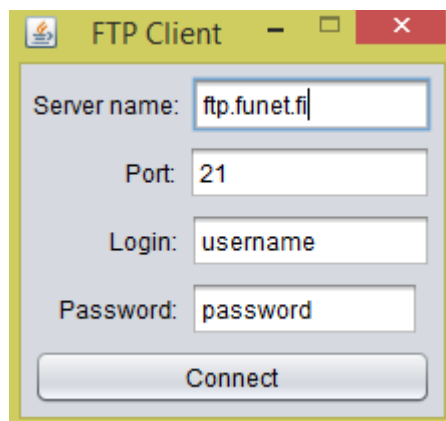 FTP Client
Server name: ftp.funet.fi
Port: 21
Login: username
Password: password
Connect